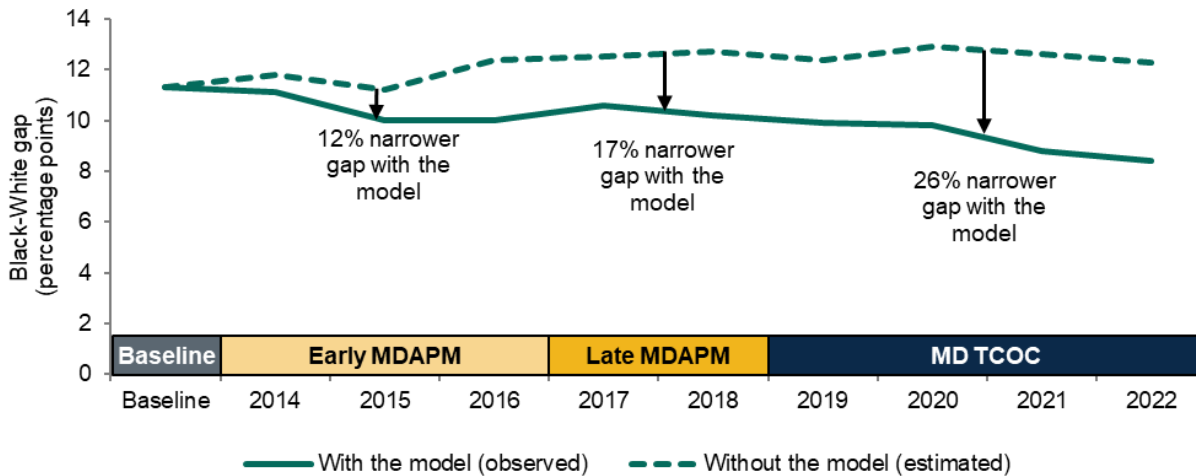 Black-White gap
(percentage points)
14
12
10
8
6
4
2
0
12% narrower
gap with the
model
17% narrower
gap with the
model
26% narrower
gap with the
model
Baseline
Early MDAPM
Late MDAPM
MD TCOC
Baseline 2014 2015 2016 2017 2018 2019 2020 2021 2022
With the model (observed) Without the model (estimated)